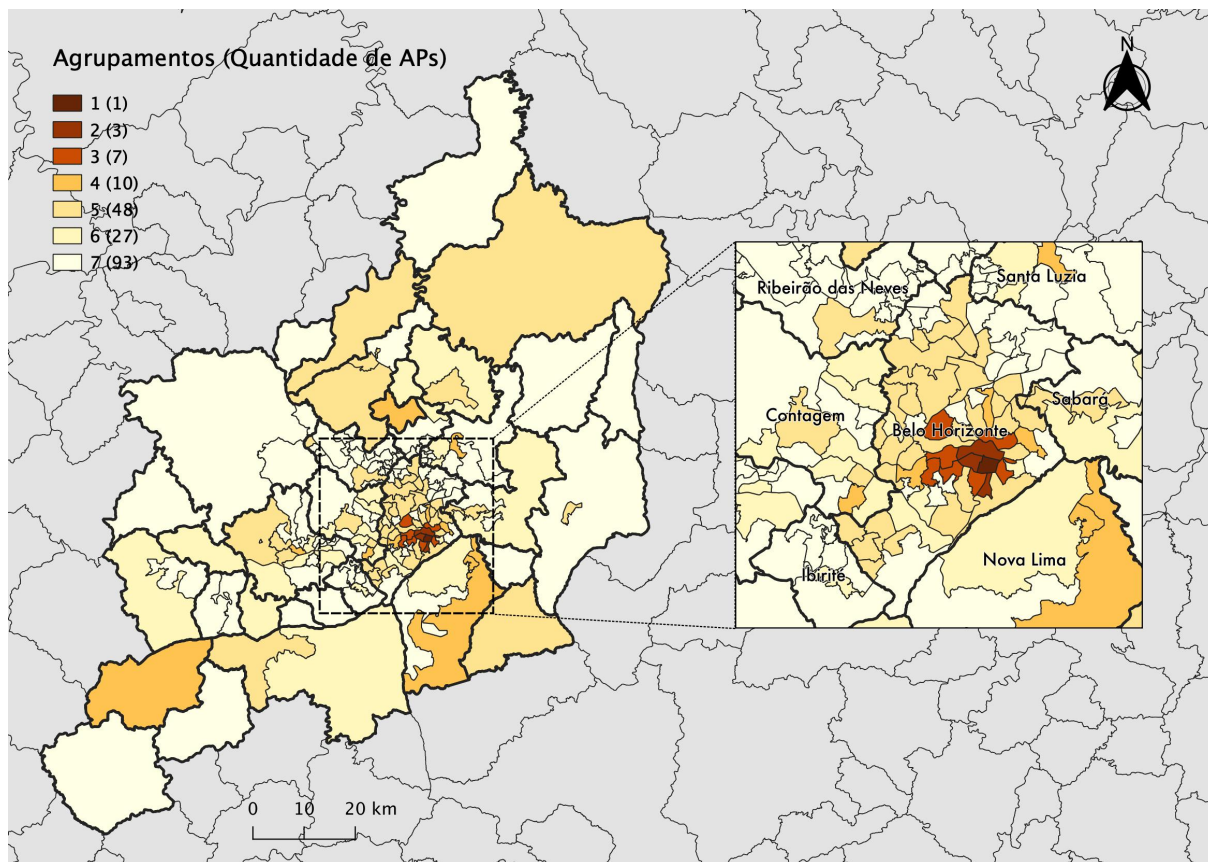 Agrupamentos (Quantidade de APs)
1 (1)
2 (3)
3 (7)
4 (10)
5 (48)
6 (27)
7 (93)
N
Ribeirão das Neves
Santa Luzia
Contagem
Sabará
Belo Horizonte
Nova Lima
Ibirité
0 10 20 km